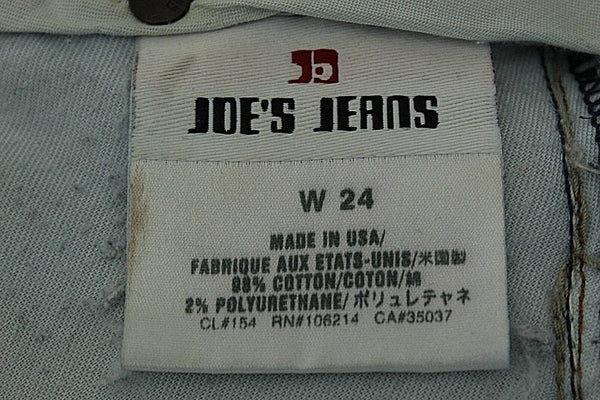 JOE'S JEANS
W 24
MADE IN USA/
FABRIQUE AUX ETATS-UNIS/米国製
98% COTTON/COTON/綿
2% POLYURETHANE/ポリュレチャネ
CL#154 RN#106214 CA#35037